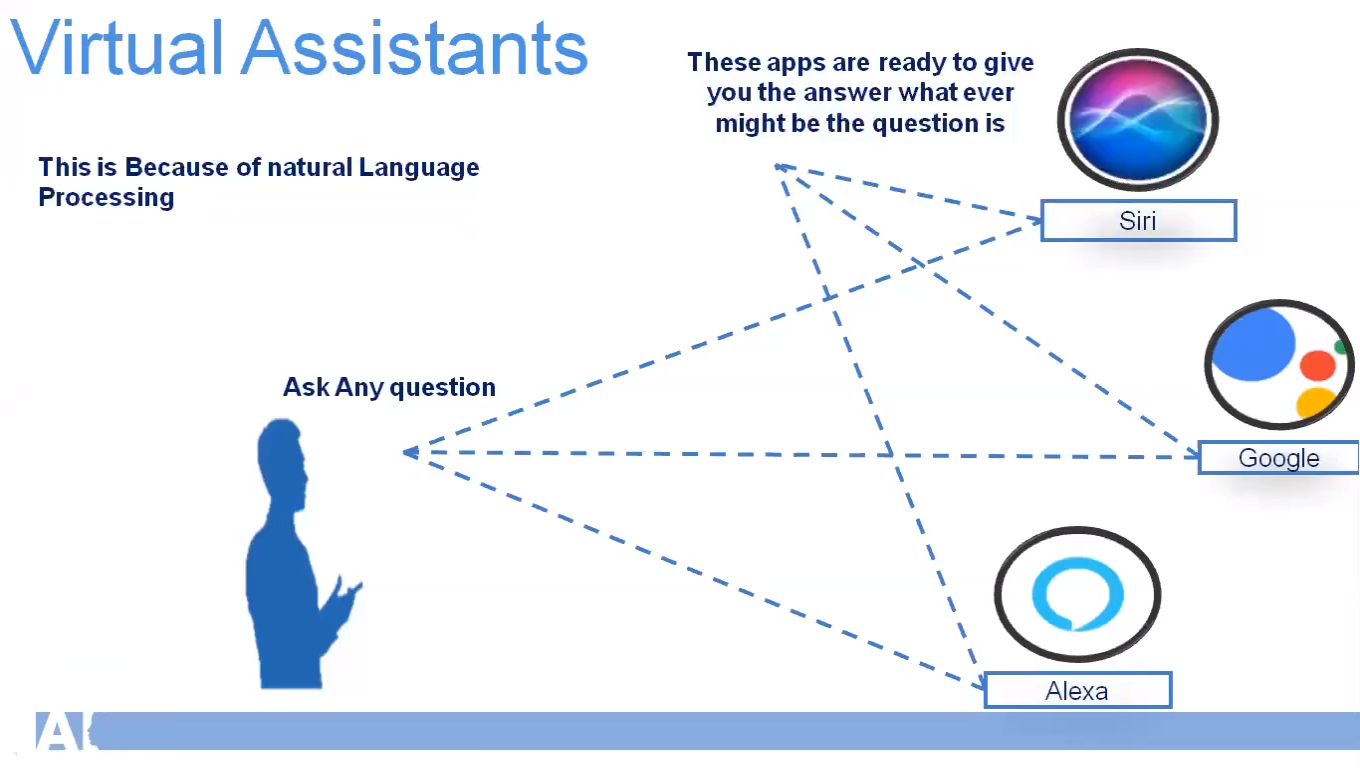 Virtual Assistants
These apps are ready to give
you the answer what ever
might be the question is
This is Because of natural Language
Processing
Siri
Ask Any question
Google
Alexa